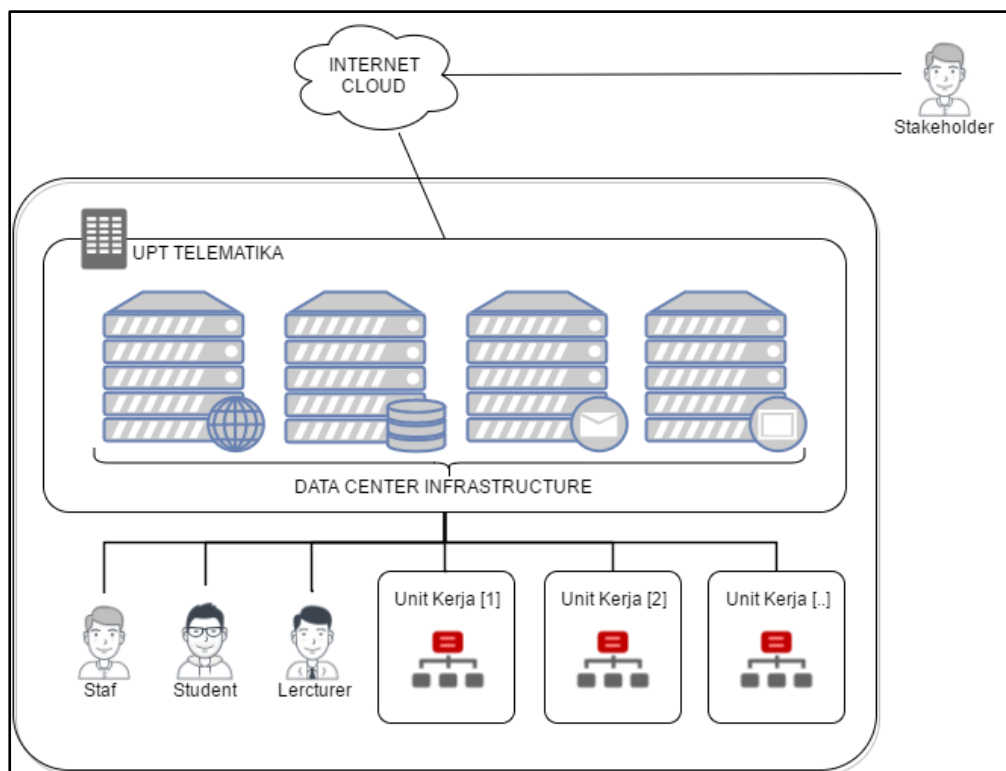 INTERNET
CLOUD
Stakeholder
UPT TELEMATIKA
DATA CENTER INFRASTRUCTURE
Unit Kerja [1]
Unit Kerja [2]
Unit Kerja [..]
Staf
Student
Lercturer